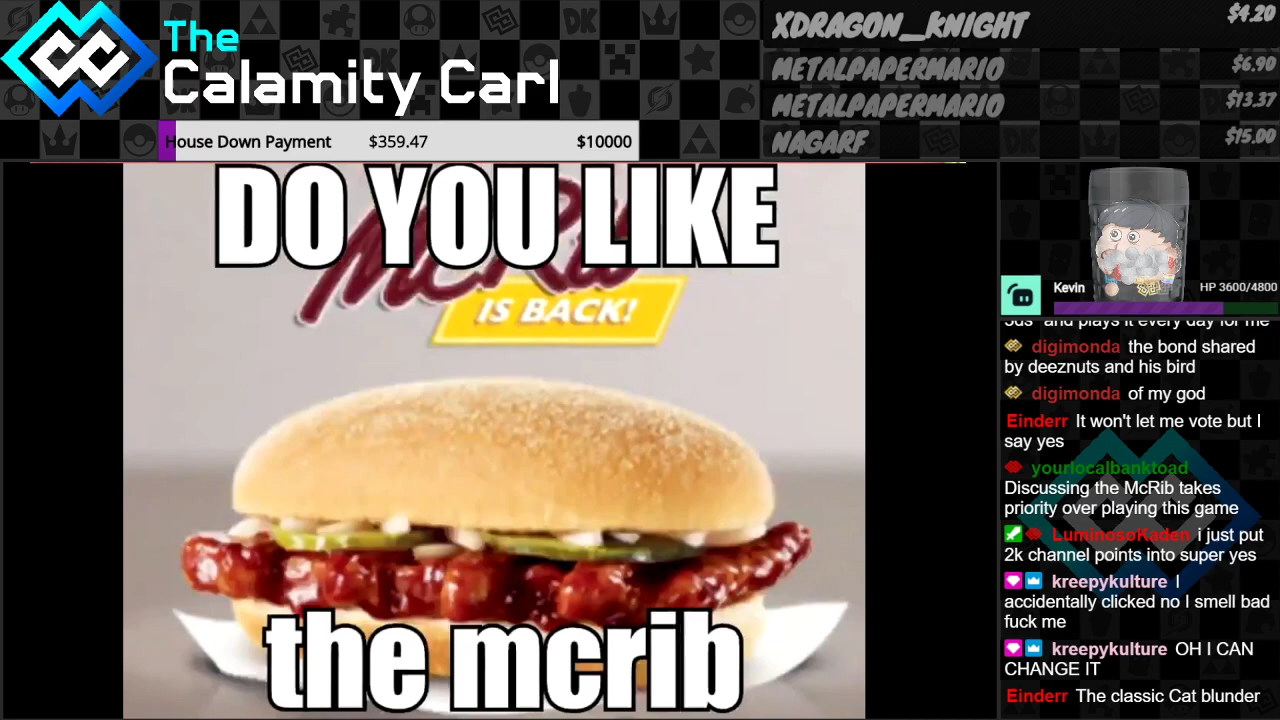 The
Calamity Carl
House Down Payment $359.47 $10000
XDRAGON_KNIGHT $4.20
METALPAPERMARIO $6.90
METALPAPERMARIO $13.37
NAGARF $15.00
DO YOU LIKE
McRib
IS BACK!
the mcrib
Kevin HP 3600/4800
and plays it every day for me
digimonda the bond shared
by deeznuts and his bird
digimonda of my god
Einderr It won't let me vote but I
say yes
yourlocalbanktoad
Discussing the McRib takes
priority over playing this game
LuminosoKaden i just put
2k channel points into super yes
kreepykulture I
accidentally clicked no I smell bad
fuck me
kreepykulture OH I CAN
CHANGE IT
Einderr The classic Cat blunder